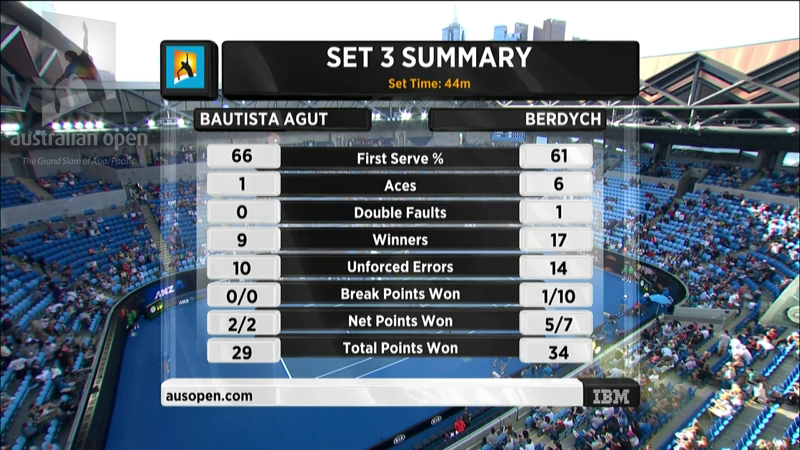 australian open
The Grand Slam of Asia/Pacific
SET 3 SUMMARY
Set Time: 44m
BAUTISTA AGUT BERDYCH
66 First Serve % 61
1 Aces 6
0 Double Faults 1
9 Winners 17
10 Unforced Errors 14
0/0 Break Points Won 1/10
2/2 Net Points Won 5/7
29 Total Points Won 34
ausopen.com IBM
ANZ
KIA
KIA